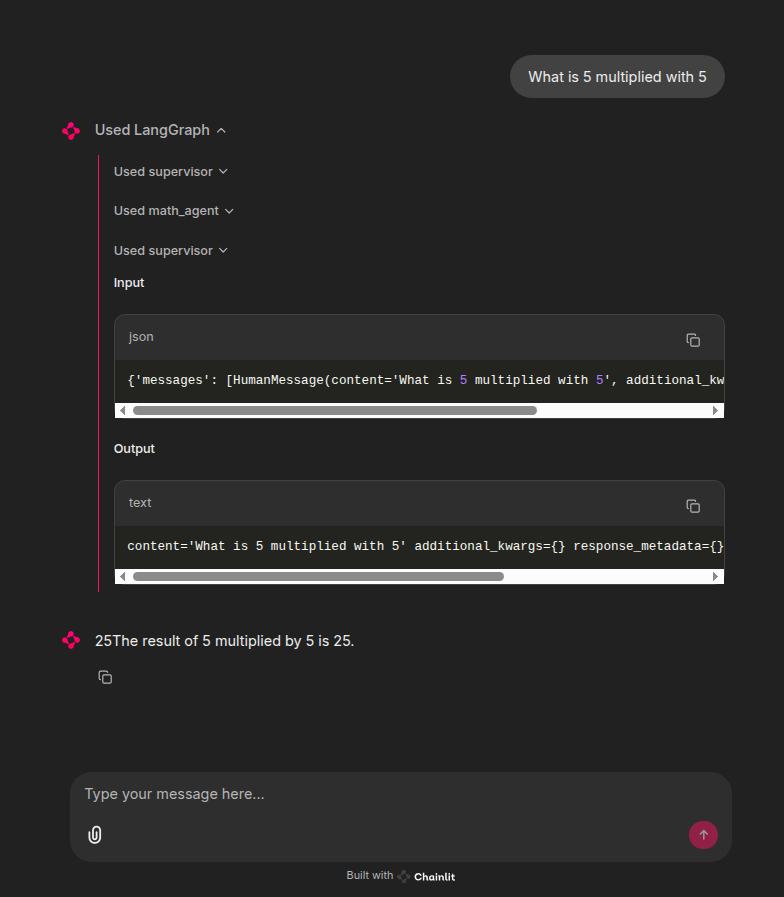 What is 5 multiplied with 5
Used LangGraph
Used supervisor
Used math_agent
Used supervisor
Input
json
{'messages': [HumanMessage(content='What is 5 multiplied with 5', additional_kw
Output
text
content='What is 5 multiplied with 5' additional_kwargs={} response_metadata={}
25The result of 5 multiplied by 5 is 25.
Type your message here...
Built with Chainlit